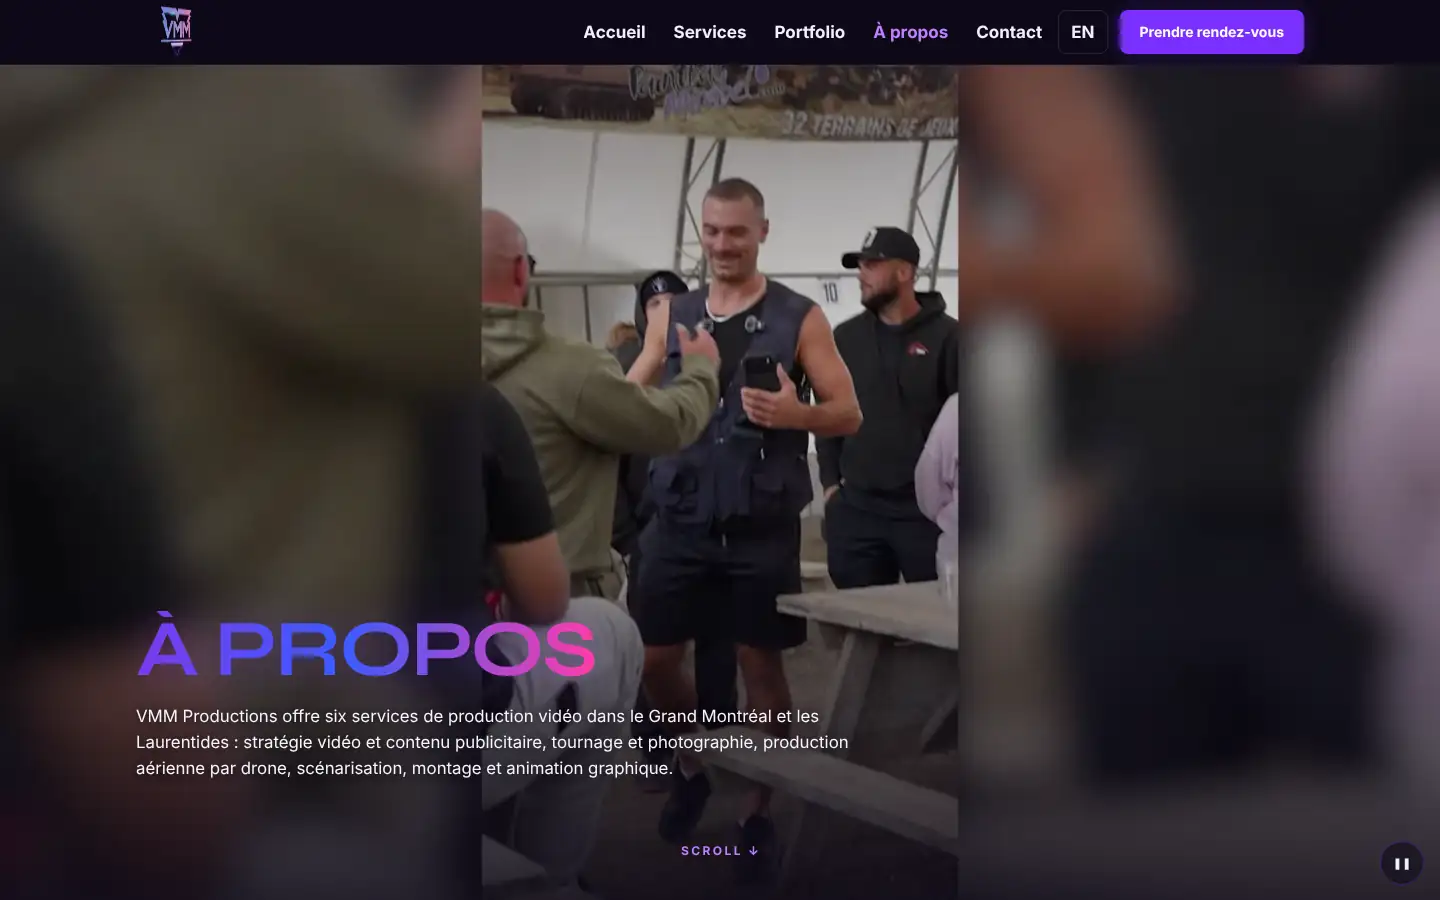 VMM
Accueil
Services
Portfolio
À propos
Contact
EN
Prendre rendez-vous
32 TERRAINS DE JEUX
10
À PROPOS
VMM Productions offre six services de production vidéo dans le Grand Montréal et les
Laurentides : stratégie vidéo et contenu publicitaire, tournage et photographie, production
aérienne par drone, scénarisation, montage et animation graphique.
SCROLL ↓